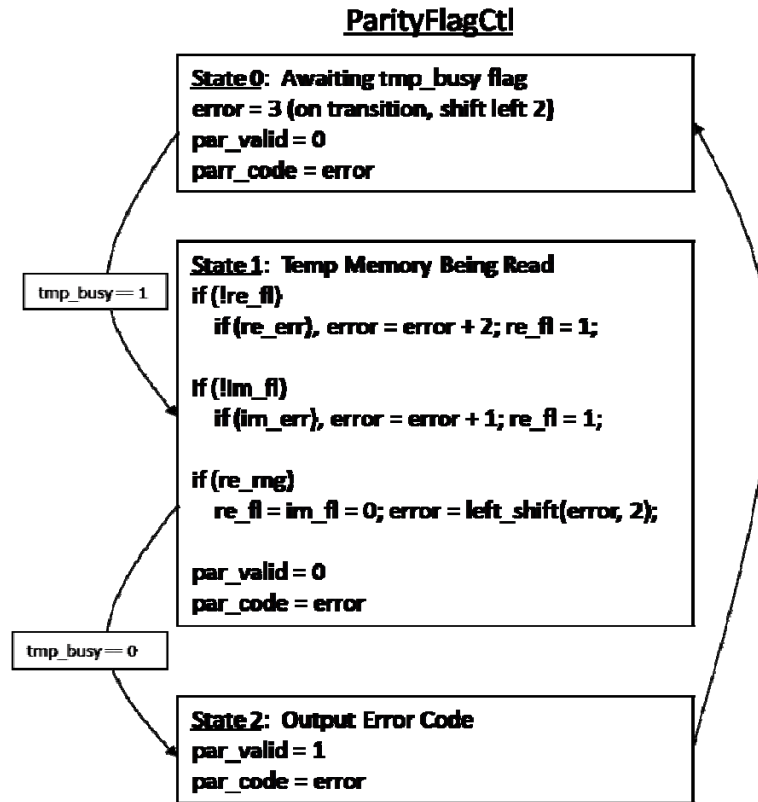 ParityFlagCtl
State 0: Awaiting tmp_busy flag
error = 3 (on transition, shift left 2)
par_valid = 0
parr_code = error
tmp_busy == 1
State 1: Temp Memory Being Read
if (!re_fl)
if (re_err), error = error + 2; re_fl = 1;
if (!im_fl)
if (im_err), error = error + 1; re_fl = 1;
if (re_rng)
re_fl = im_fl = 0; error = left_shift(error, 2);
par_valid = 0
par_code = error
tmp_busy == 0
State 2: Output Error Code
par_valid = 1
par_code = error